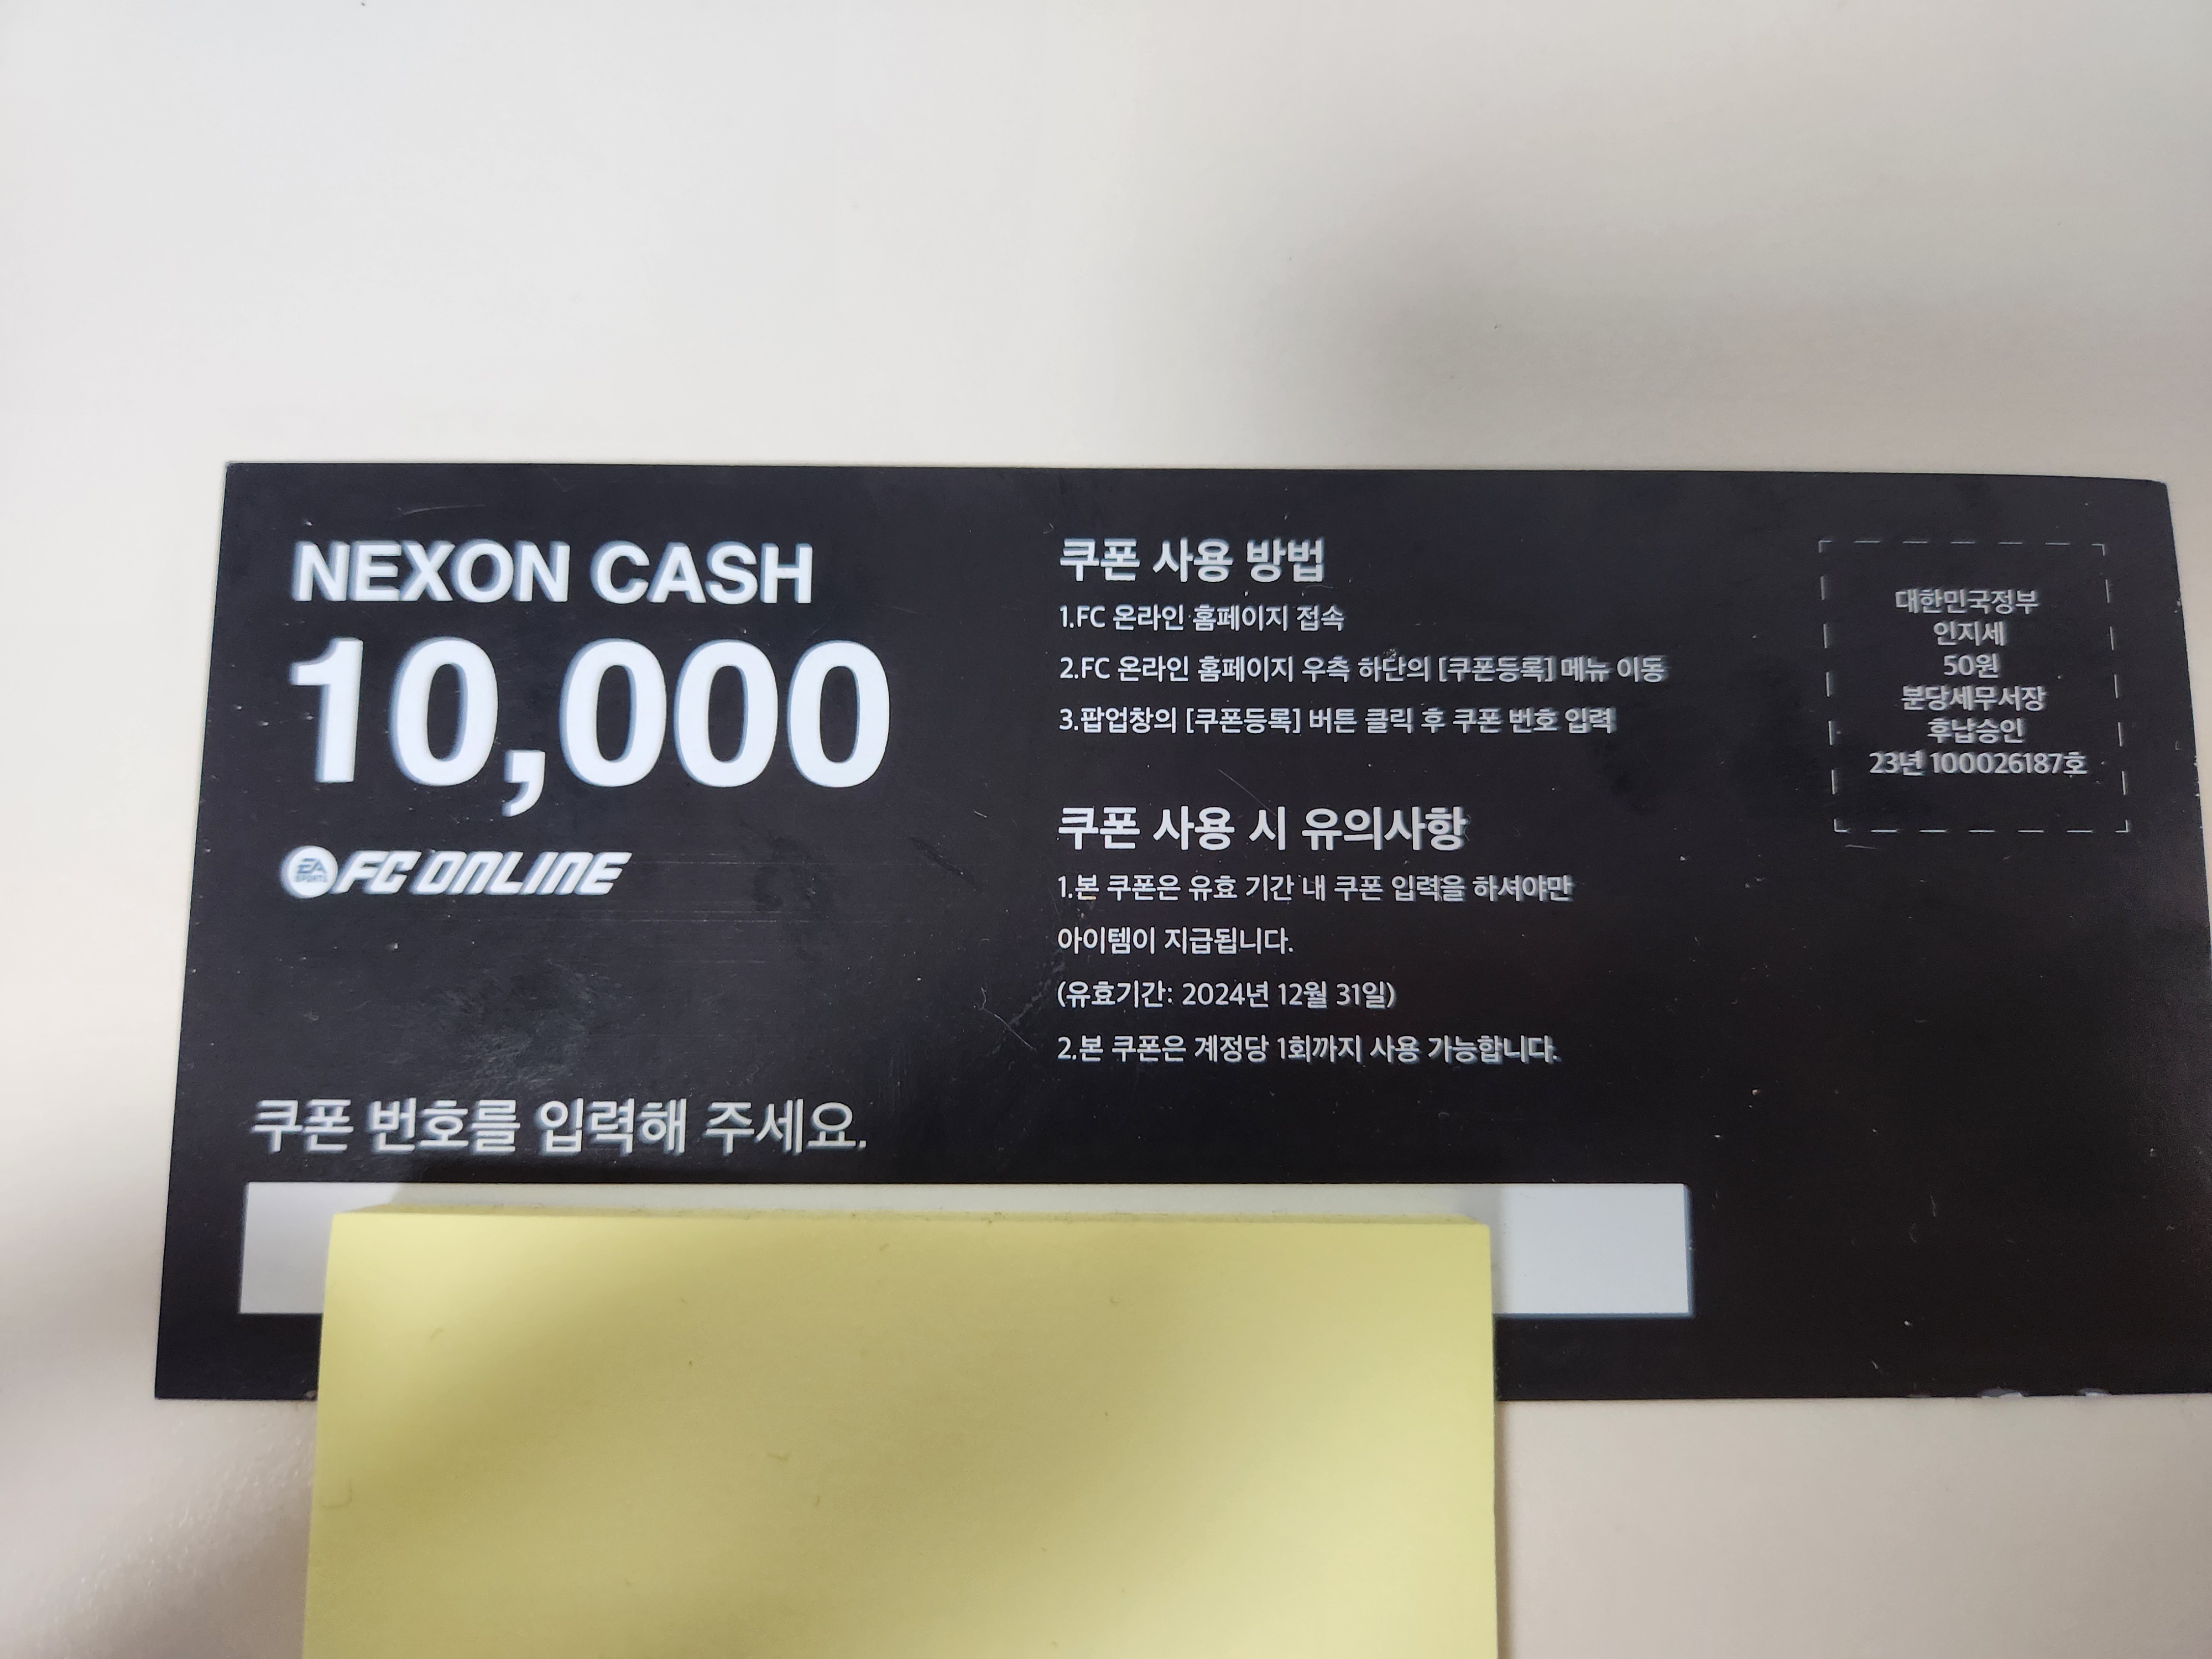 NEXON CASH
10,000
EA SPORTS FC ONLINE
쿠폰 번호를 입력해 주세요.
쿠폰 사용 방법
1.FC 온라인 홈페이지 접속
2.FC 온라인 홈페이지 우측 하단의 [쿠폰등록] 메뉴 이동
3.팝업창의 [쿠폰등록] 버튼 클릭 후 쿠폰 번호 입력
쿠폰 사용 시 유의사항
1.본 쿠폰은 유효 기간 내 쿠폰 입력을 하셔야만
아이템이 지급됩니다.
(유효기간: 2024년 12월 31일)
2.본 쿠폰은 계정당 1회까지 사용 가능합니다.
대한민국정부
인지세
50원
분당세무서장
후납승인
23년 100026187호